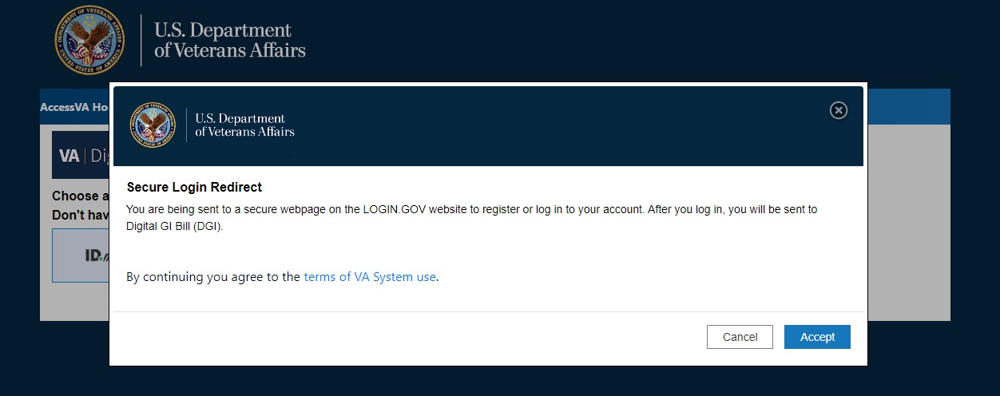 U.S. Department
of Veterans Affairs
AccessVA Ho
U.S. Department
of Veterans Affairs
VA | Dig
Choose a
Don't hav
ID.m
Secure Login Redirect
You are being sent to a secure webpage on the LOGIN.GOV website to register or log in to your account. After you log in, you will be sent to
Digital GI Bill (DGI).
By continuing you agree to the terms of VA System use.
Cancel
Accept